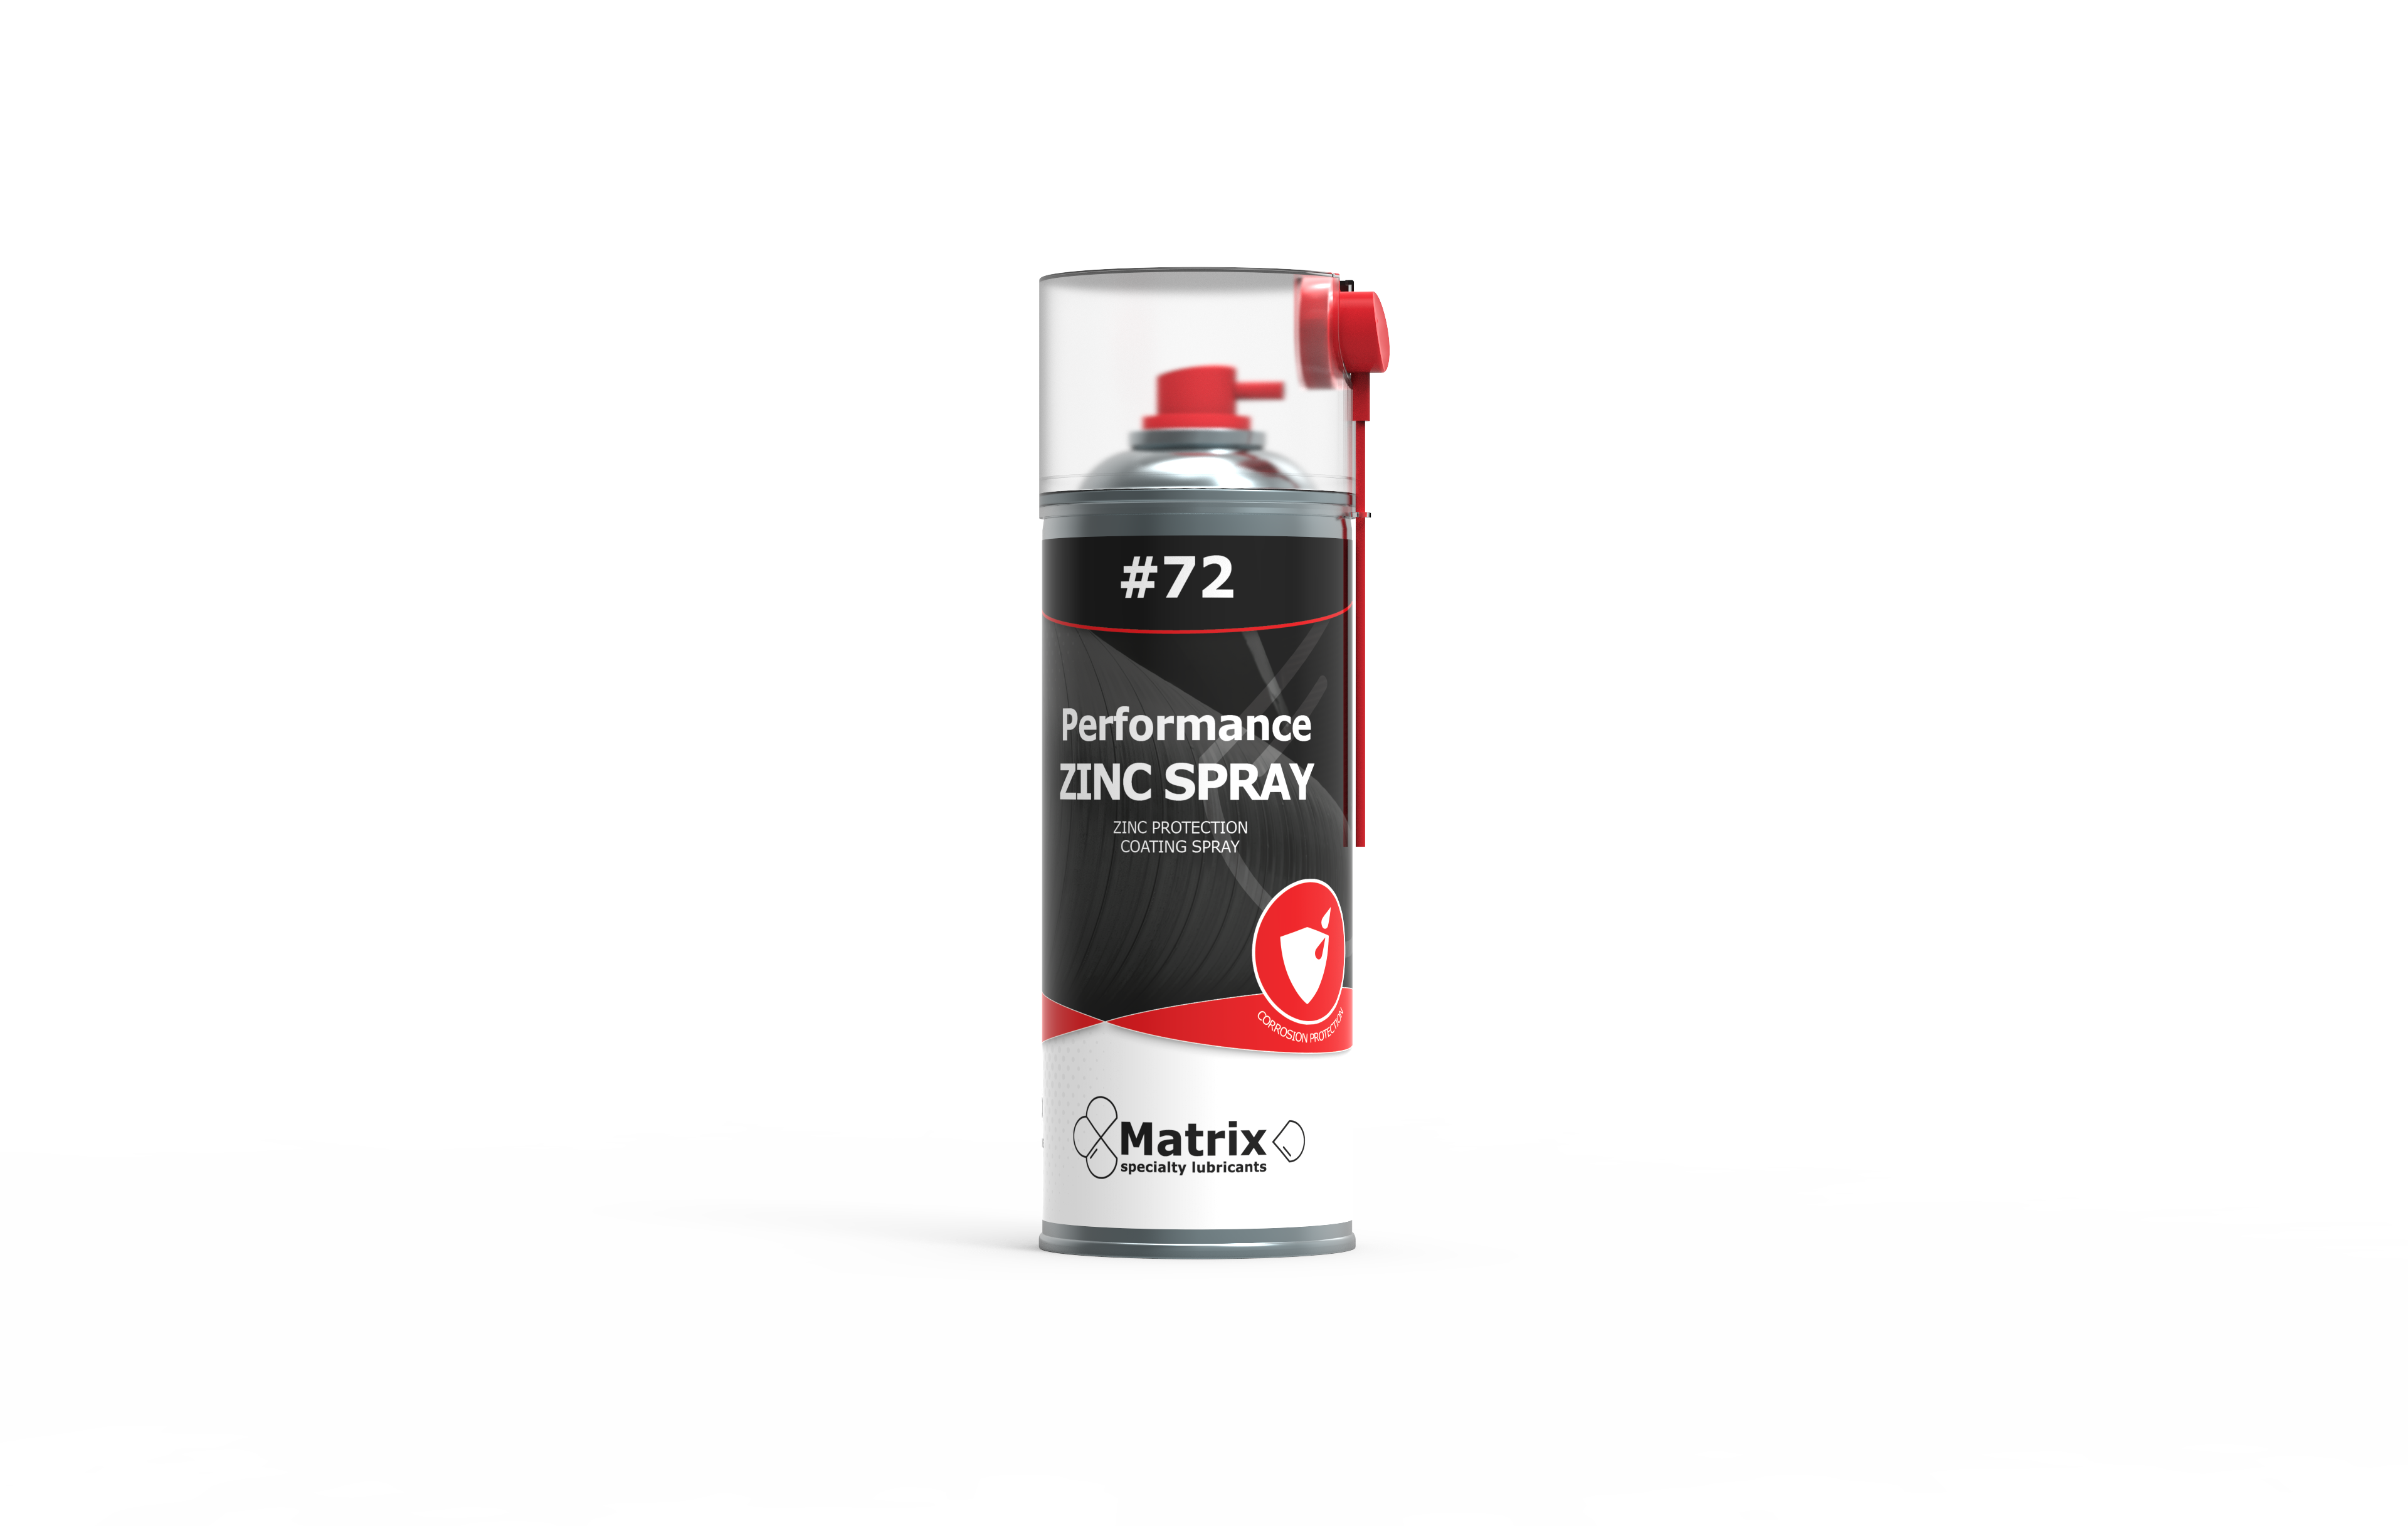 #72
Performance
ZINC SPRAY
ZINC PROTECTION
COATING SPRAY
CORROSION PROTECTION
Matrix
specialty lubricants